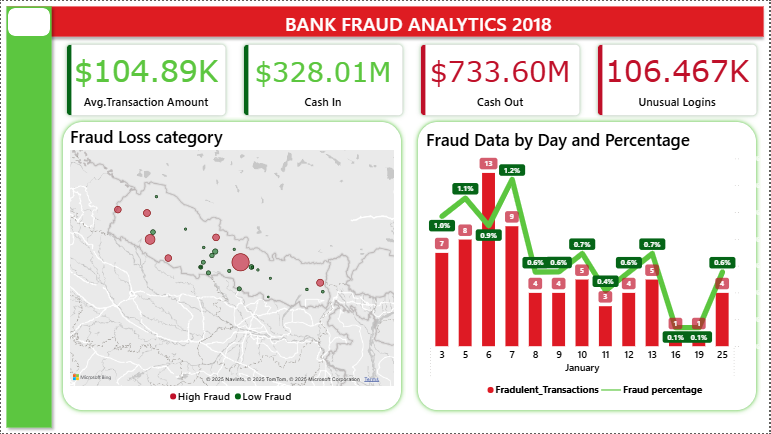 BANK FRAUD ANALYTICS 2018
$104.89K
Avg.Transaction Amount
$328.01M
Cash In
$733.60M
Cash Out
106.467K
Unusual Logins
Fraud Loss category
Microsoft Bing
© 2025 NavInfo, © 2025 TomTom, © 2025 Microsoft Corporation Terms
High Fraud Low Fraud
Fraud Data by Day and Percentage
13
1.2%
1.1%
1.0%
0.9%
9
8
7
0.6% 0.6% 0.7% 0.4% 0.6% 0.7% 0.6%
4 4 5 3 4 5 1 1 4
0.1% 0.1%
3 5 6 7 8 9 10 11 12 13 16 19 25
January
Fradulent_Transactions Fraud percentage